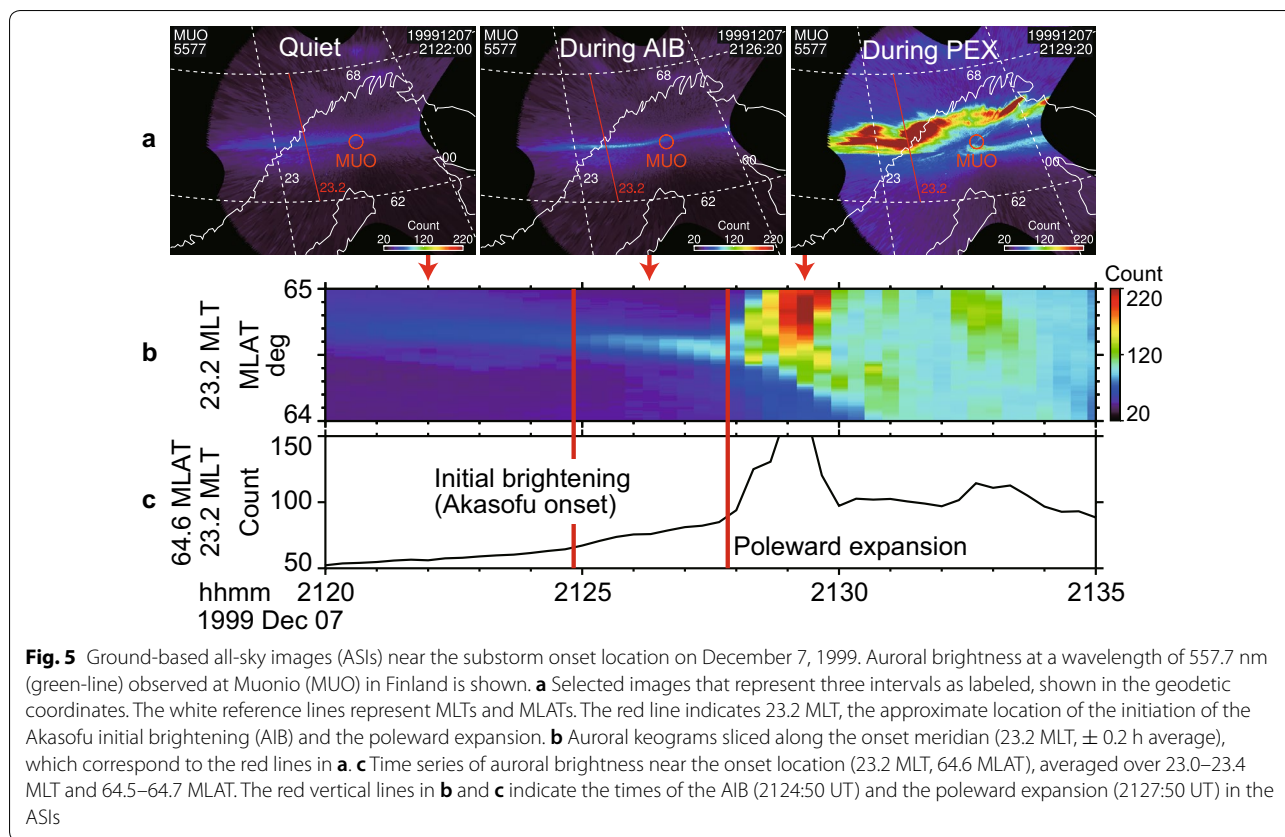 MUO
5577
Quiet
19991207
2122:00
68
MUO
23
23.2
00
62
Count
20 120 220
MUO
5577
During AIB
19991207
2126:20
68
MUO
23
23.2
00
62
Count
20 120 220
MUO
5577
During PEX
19991207
2129:20
68
MUO
23
23.2
00
62
Count
20 120 220
a
b
23.2 MLT
MLAT
deg
65
64
Count
220
120
20
c
64.6 MLAT
23.2 MLT
Count
150
100
50
Initial brightening
(Akasofu onset)
Poleward expansion
hhmm 2120 2125 2130 2135
1999 Dec 07
Fig. 5 Ground-based all-sky images (ASIs) near the substorm onset location on December 7, 1999. Auroral brightness at a wavelength of 557.7 nm
(green-line) observed at Muonio (MUO) in Finland is shown. a Selected images that represent three intervals as labeled, shown in the geodetic
coordinates. The white reference lines represent MLTs and MLATs. The red line indicates 23.2 MLT, the approximate location of the initiation of the
Akasofu initial brightening (AIB) and the poleward expansion. b Auroral keograms sliced along the onset meridian (23.2 MLT, ± 0.2 h average),
which correspond to the red lines in a. c Time series of auroral brightness near the onset location (23.2 MLT, 64.6 MLAT), averaged over 23.0–23.4
MLT and 64.5–64.7 MLAT. The red vertical lines in b and c indicate the times of the AIB (2124:50 UT) and the poleward expansion (2127:50 UT) in the
ASIs